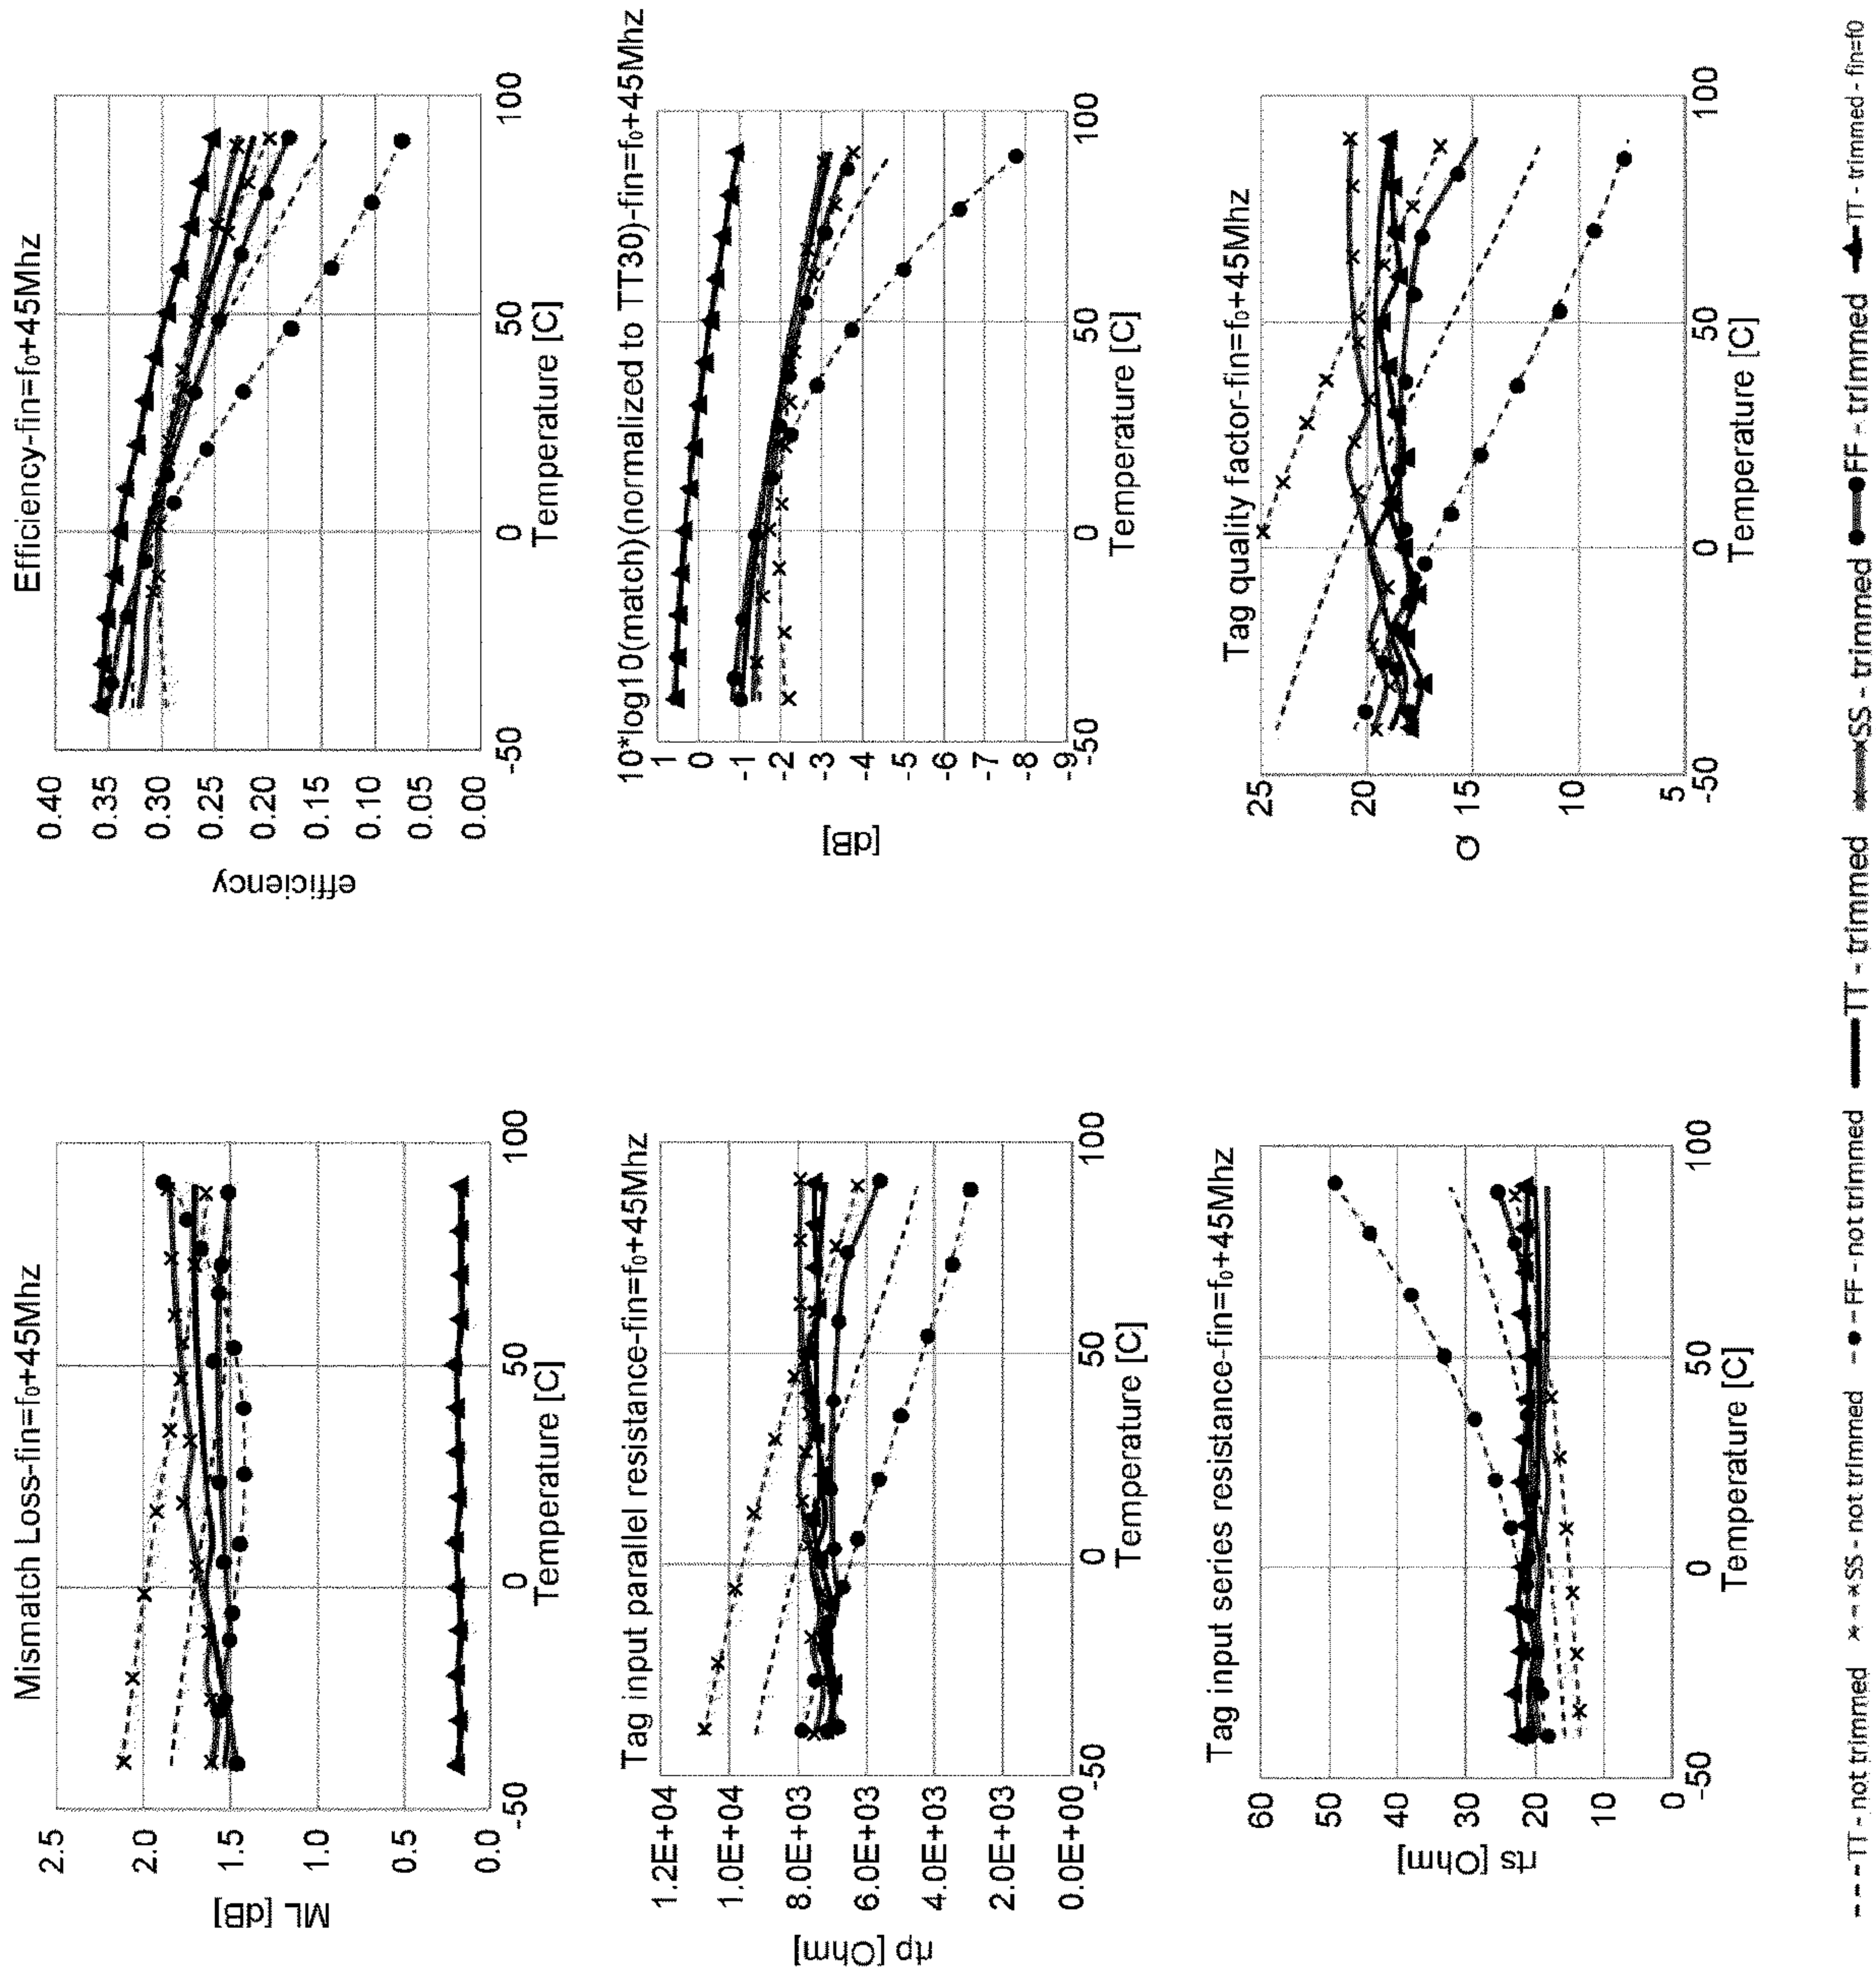 Mismatch Loss-fin=f₀+45Mhz
ML [dB]
2.5
2.0
1.5
1.0
0.5
0.0
-50
0
50
100
Temperature [C]
Efficiency-fin=f₀+45Mhz
efficiency
0.40
0.35
0.30
0.25
0.20
0.15
0.10
0.05
0.00
-50
0
50
100
Temperature [C]
Tag input parallel resistance-fin=f₀+45Mhz
rtp [Ohm]
1.2E+04
1.0E+04
8.0E+03
6.0E+03
4.0E+03
2.0E+03
0.0E+00
-50
0
50
100
Temperature [C]
10*log10(match)(normalized to TT30)-fin=f₀+45Mhz
[dB]
1
0
-1
-2
-3
-4
-5
-6
-7
-8
-9
-50
0
50
100
Temperature [C]
Tag input series resistance-fin=f₀+45Mhz
rts [Ohm]
60
50
40
30
20
10
0
-50
0
50
100
Temperature [C]
Tag quality factor-fin=f₀+45Mhz
Q
25
20
15
10
5
-50
0
50
100
Temperature [C]
TT - not trimmed SS - not trimmed FF - not trimmed TT - trimmed SS - trimmed FF - trimmed TT - trimmed - fin=f0